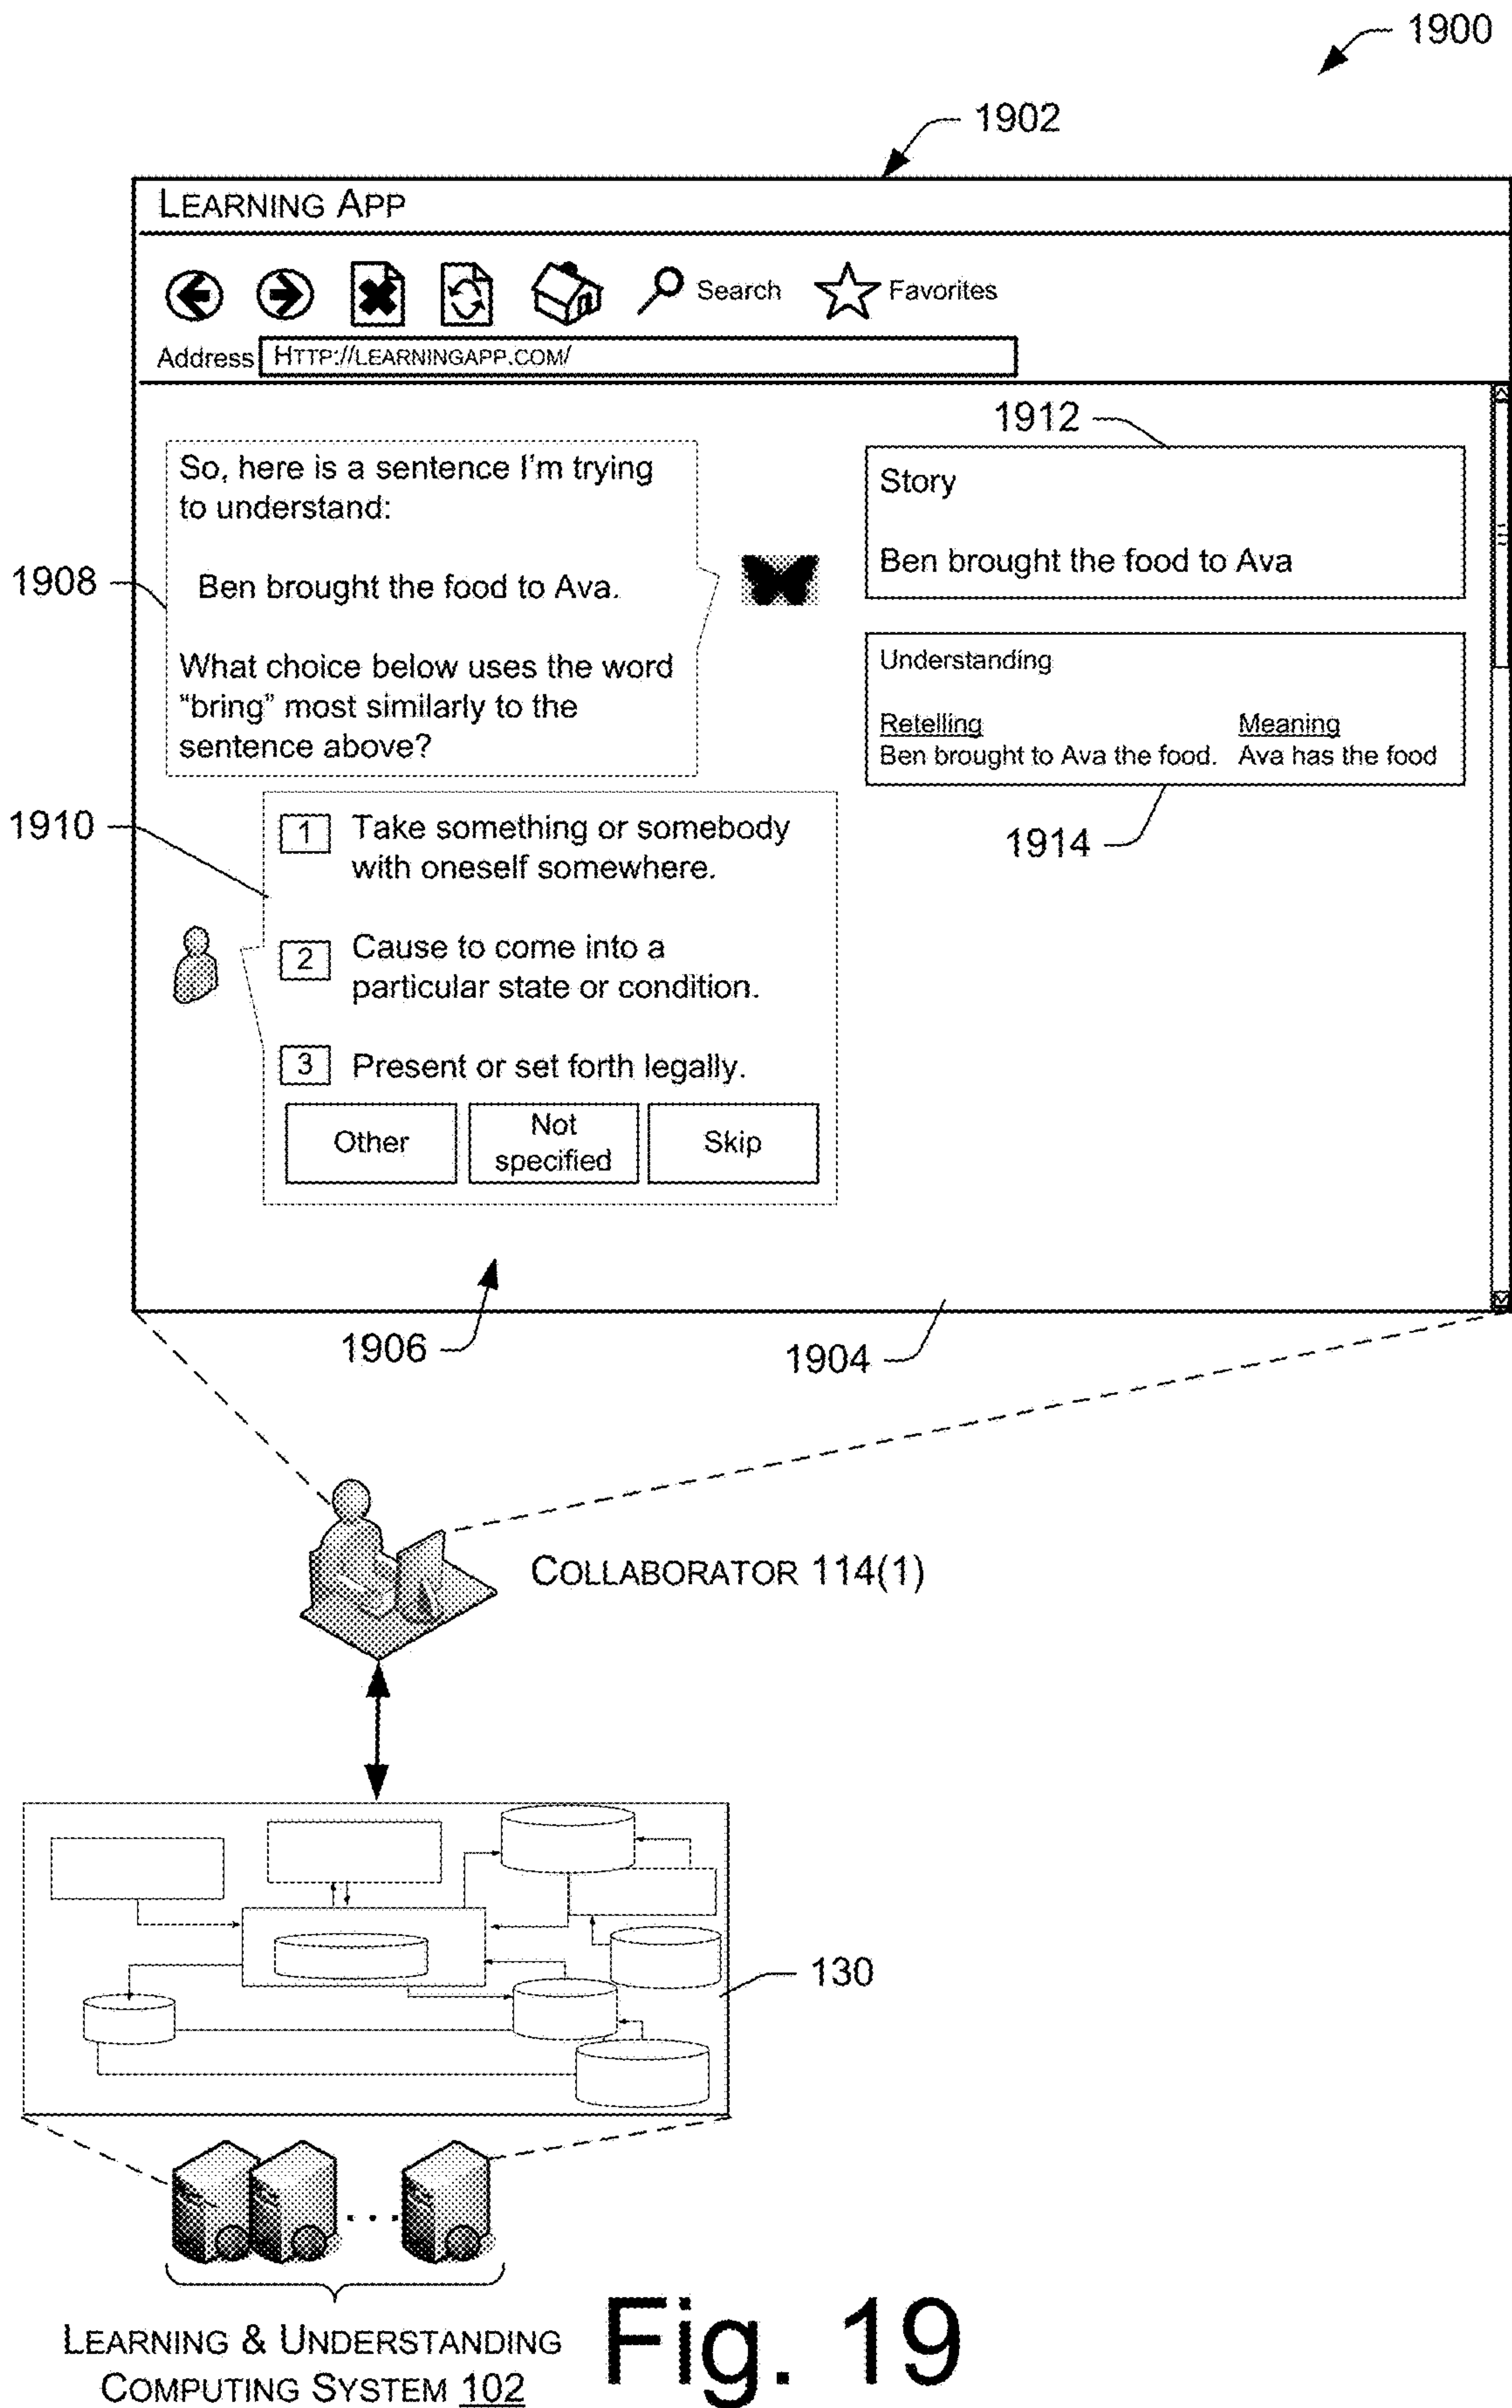 1900
1902
LEARNING APP
Search
Favorites
Address HTTP://LEARNINGAPP.COM/
1908
So, here is a sentence I'm trying
to understand:
Ben brought the food to Ava.
What choice below uses the word
“bring” most similarly to the
sentence above?
1912
Story
Ben brought the food to Ava
Understanding
Retelling Meaning
Ben brought to Ava the food. Ava has the food
1914
1910
1 Take something or somebody
with oneself somewhere.
2 Cause to come into a
particular state or condition.
3 Present or set forth legally.
Other
Not
specified
Skip
1906
1904
COLLABORATOR 114(1)
130
LEARNING & UNDERSTANDING
COMPUTING SYSTEM 102
Fig. 19